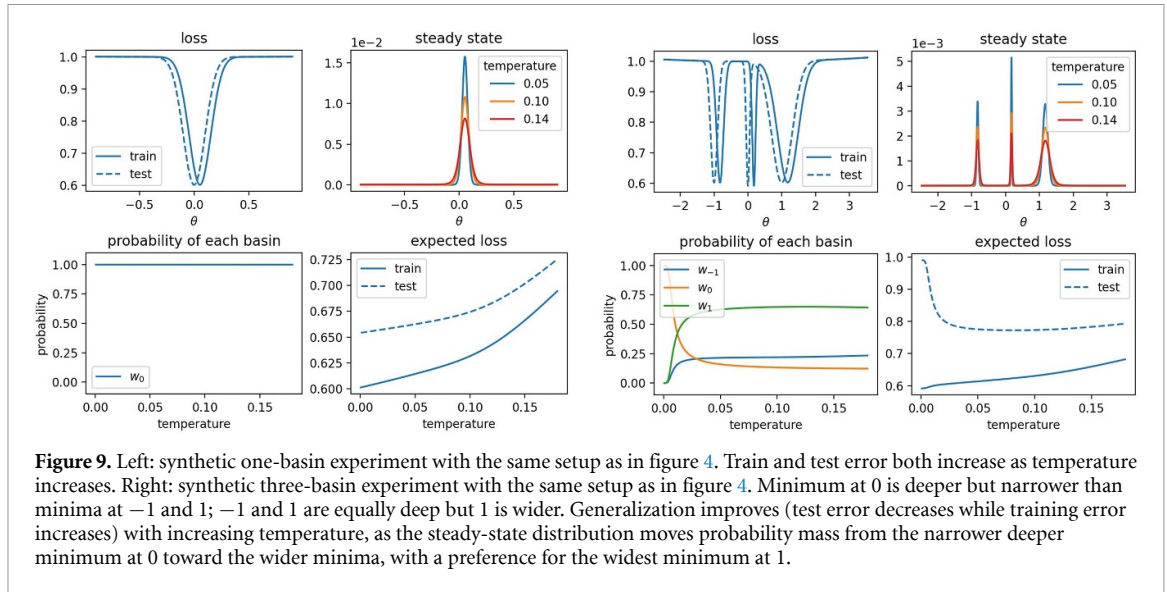 loss
1.0
0.9
0.8
0.7
0.6
train
test
−0.5
0.0
0.5
θ
steady state
1e−2
1.5
1.0
0.5
0.0
temperature
0.05
0.10
0.14
−0.5
0.0
0.5
θ
loss
1.0
0.9
0.8
0.7
0.6
train
test
−2
−1
0
1
2
3
θ
steady state
1e−3
5
4
3
2
1
0
temperature
0.05
0.10
0.14
−2
−1
0
1
2
3
θ
probability of each basin
probability
1.00
0.75
0.50
0.25
0.00
w₀
0.00
0.05
0.10
0.15
temperature
expected loss
0.725
0.700
0.675
0.650
0.625
0.600
train
test
0.00
0.05
0.10
0.15
temperature
probability of each basin
probability
1.00
0.75
0.50
0.25
0.00
w₋₁
w₀
w₁
0.00
0.05
0.10
0.15
temperature
expected loss
1.0
0.9
0.8
0.7
0.6
train
test
0.00
0.05
0.10
0.15
temperature
Figure 9. Left: synthetic one-basin experiment with the same setup as in figure 4. Train and test error both increase as temperature
increases. Right: synthetic three-basin experiment with the same setup as in figure 4. Minimum at 0 is deeper but narrower than
minima at −1 and 1; −1 and 1 are equally deep but 1 is wider. Generalization improves (test error decreases while training error
increases) with increasing temperature, as the steady-state distribution moves probability mass from the narrower deeper
minimum at 0 toward the wider minima, with a preference for the widest minimum at 1.